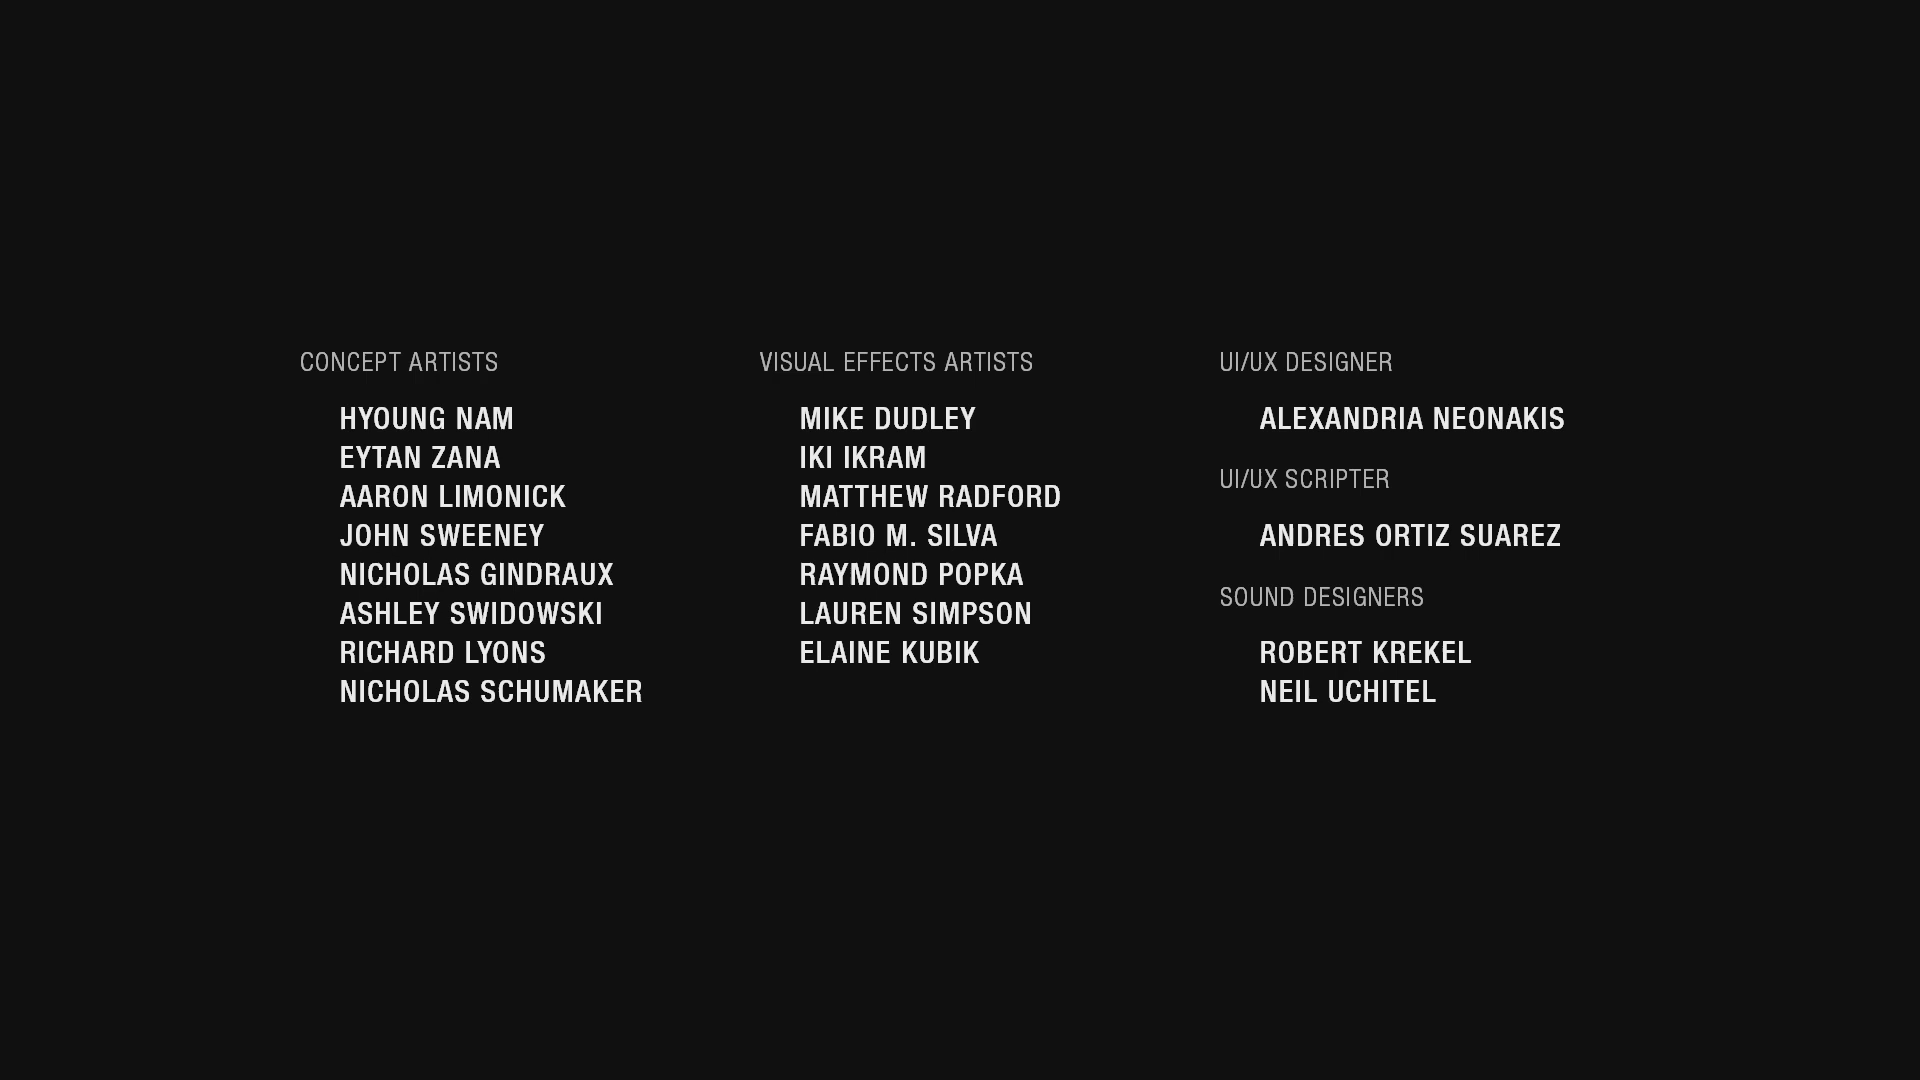 CONCEPT ARTISTS
HYOUNG NAM
EYTAN ZANA
AARON LIMONICK
JOHN SWEENEY
NICHOLAS GINDRAUX
ASHLEY SWIDOWSKI
RICHARD LYONS
NICHOLAS SCHUMAKER
VISUAL EFFECTS ARTISTS
MIKE DUDLEY
IKI IKRAM
MATTHEW RADFORD
FABIO M. SILVA
RAYMOND POPKA
LAUREN SIMPSON
ELAINE KUBIK
UI/UX DESIGNER
ALEXANDRIA NEONAKIS
UI/UX SCRIPTER
ANDRES ORTIZ SUAREZ
SOUND DESIGNERS
ROBERT KREKEL
NEIL UCHITEL